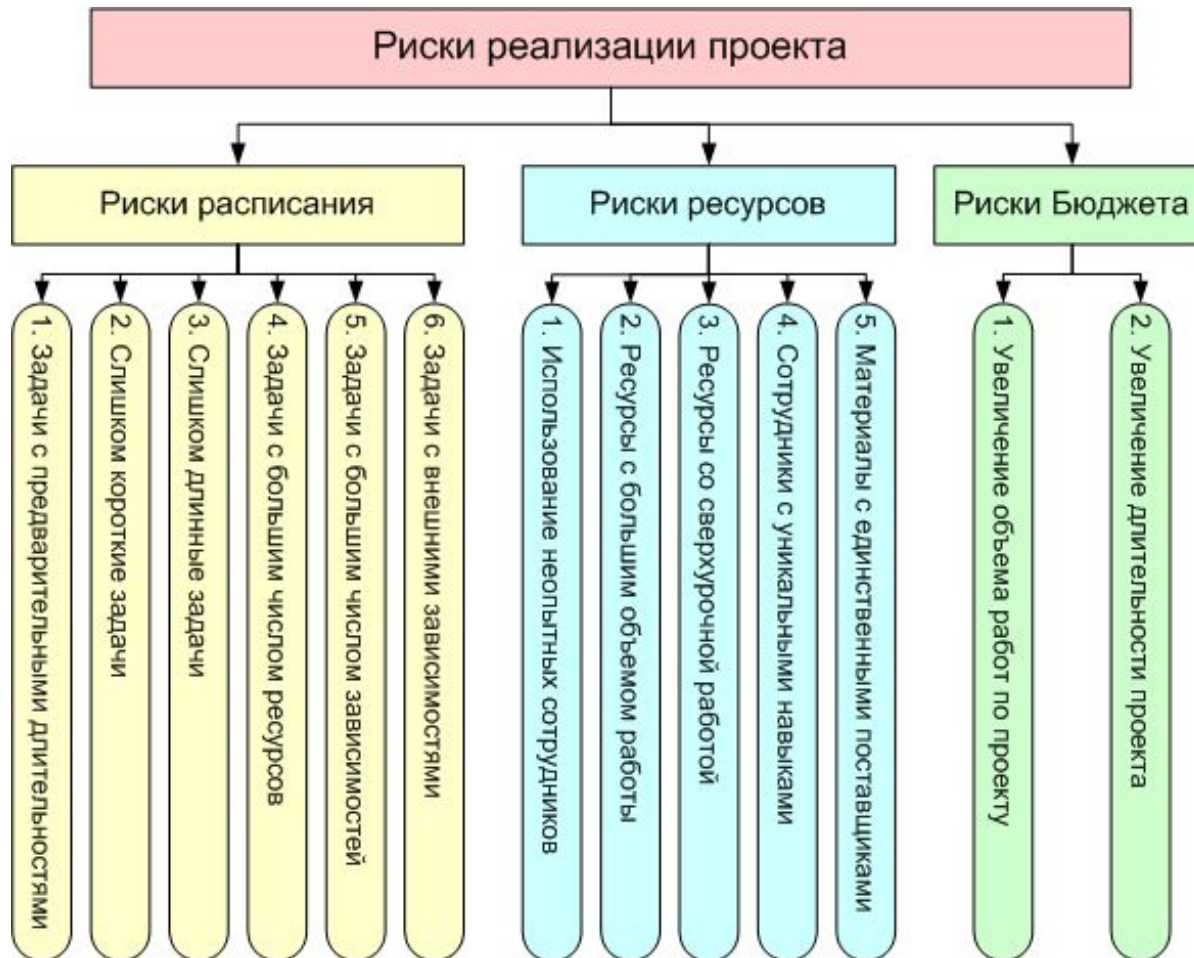 Риски реализации проекта
Риски расписания
Риски ресурсов
Риски Бюджета
1. Задачи с предварительными длительностями
2. Слишком короткие задачи
3. Слишком длинные задачи
4. Задачи с большим числом ресурсов
5. Задачи с большим числом зависимостей
6. Задачи с внешними зависимостями
1. Использование неопытных сотрудников
2. Ресурсы с большим объемом работы
3. Ресурсы со сверхурочной работой
4. Сотрудники с уникальными навыками
5. Материалы с единственными поставщиками
1. Увеличение объема работ по проекту
2. Увеличение длительности проекта